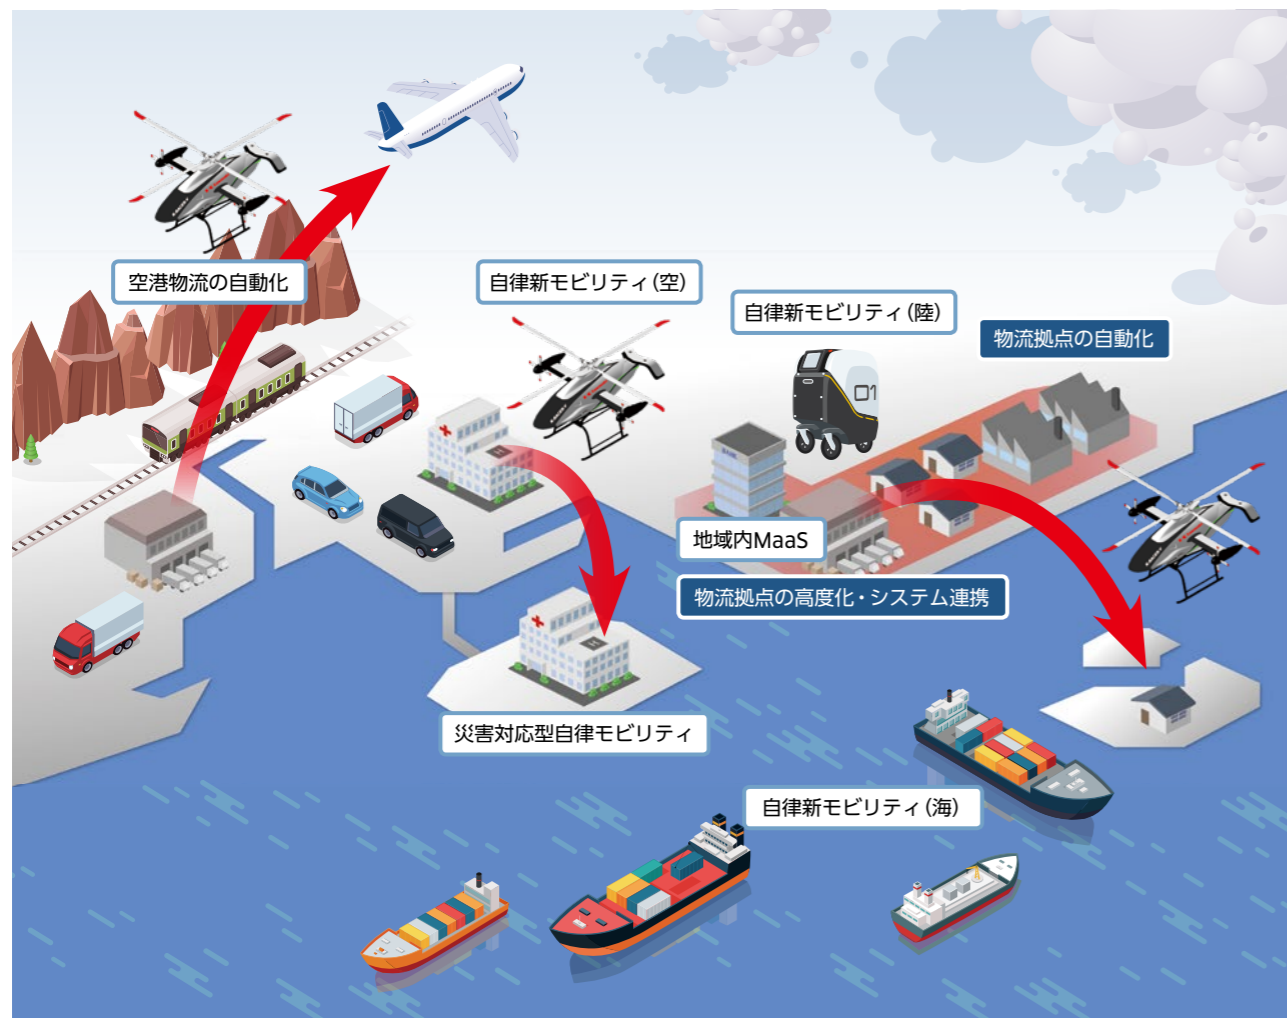 空港物流の自動化
自律新モビリティ(空)
自律新モビリティ(陸)
物流拠点の自動化
01
BANK
H
地域内MaaS
物流拠点の高度化・システム連携
H
災害対応型自律モビリティ
自律新モビリティ(海)